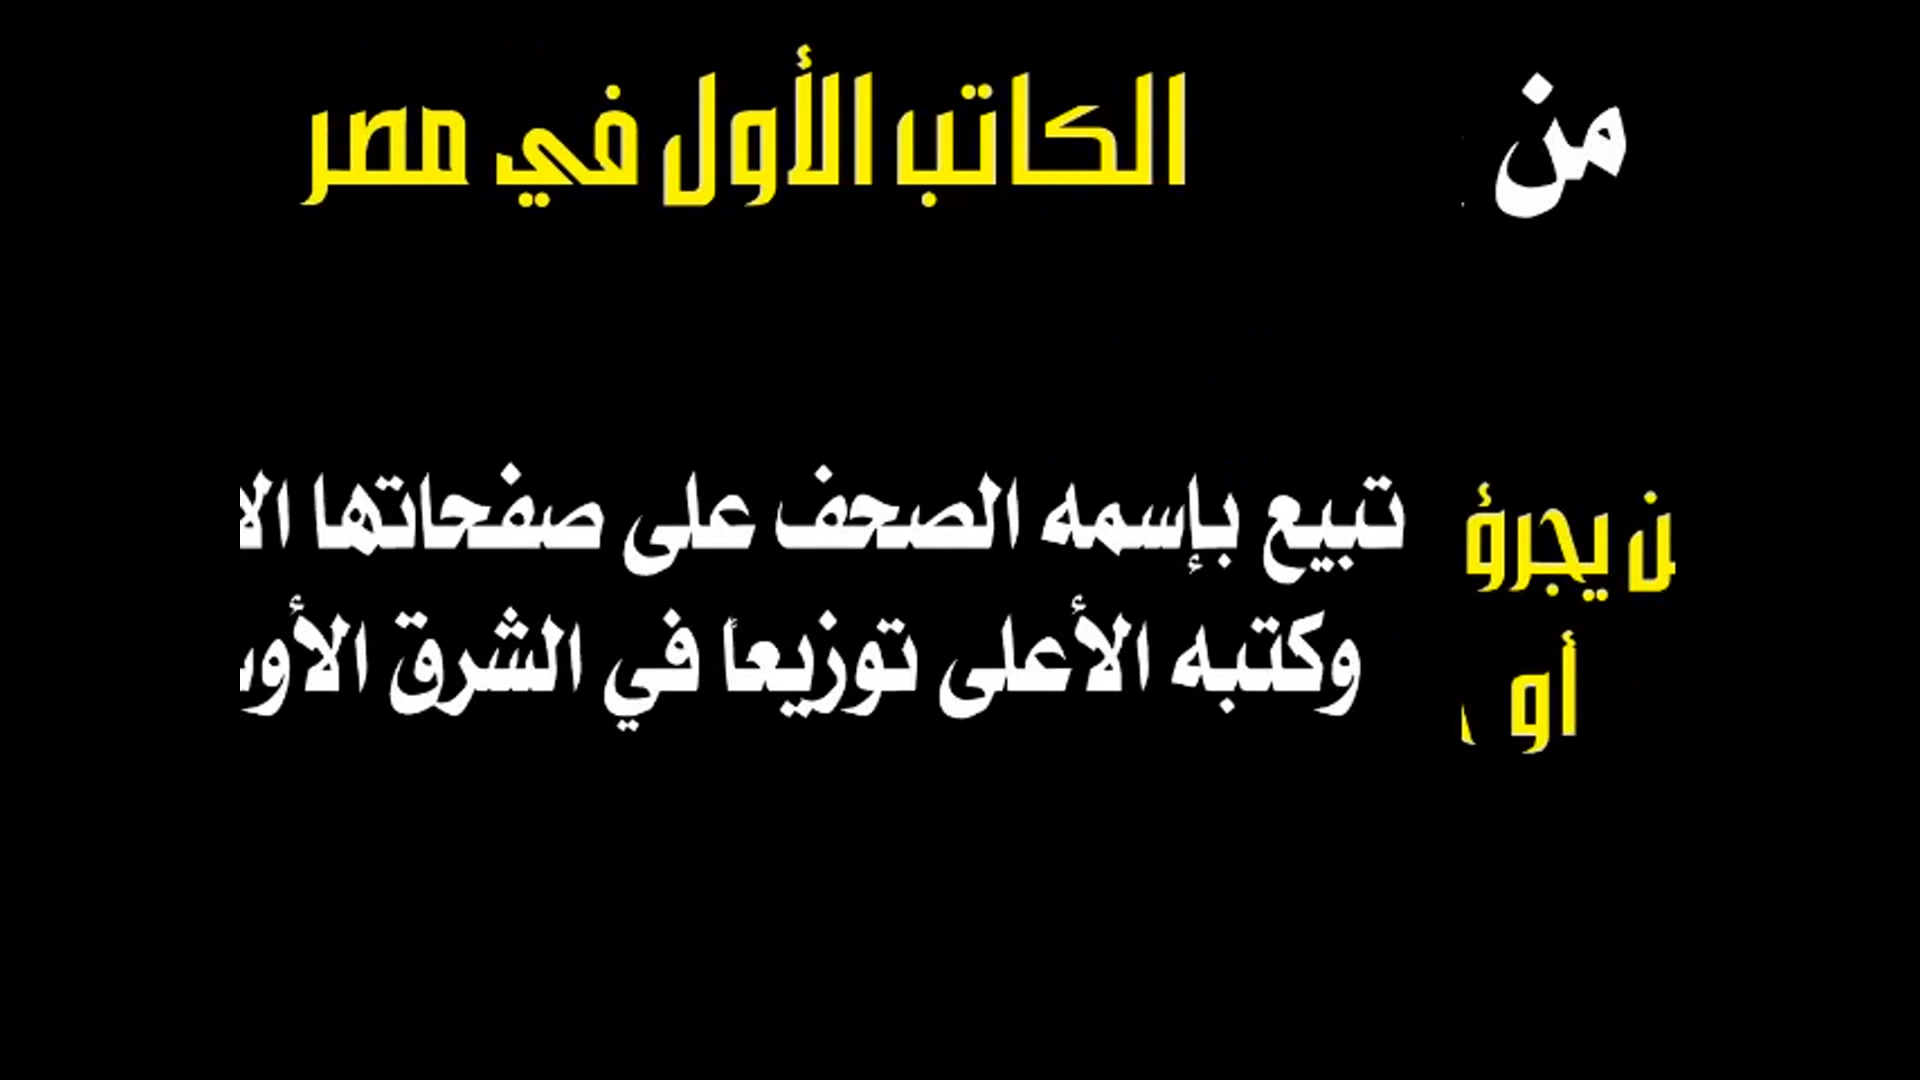 من
الكاتب الأول في مصر
يجرؤ
تبيع بإسمه الصحف على صفحاتها
أو
وكتبه الأعلى توزيعاً في الشرق